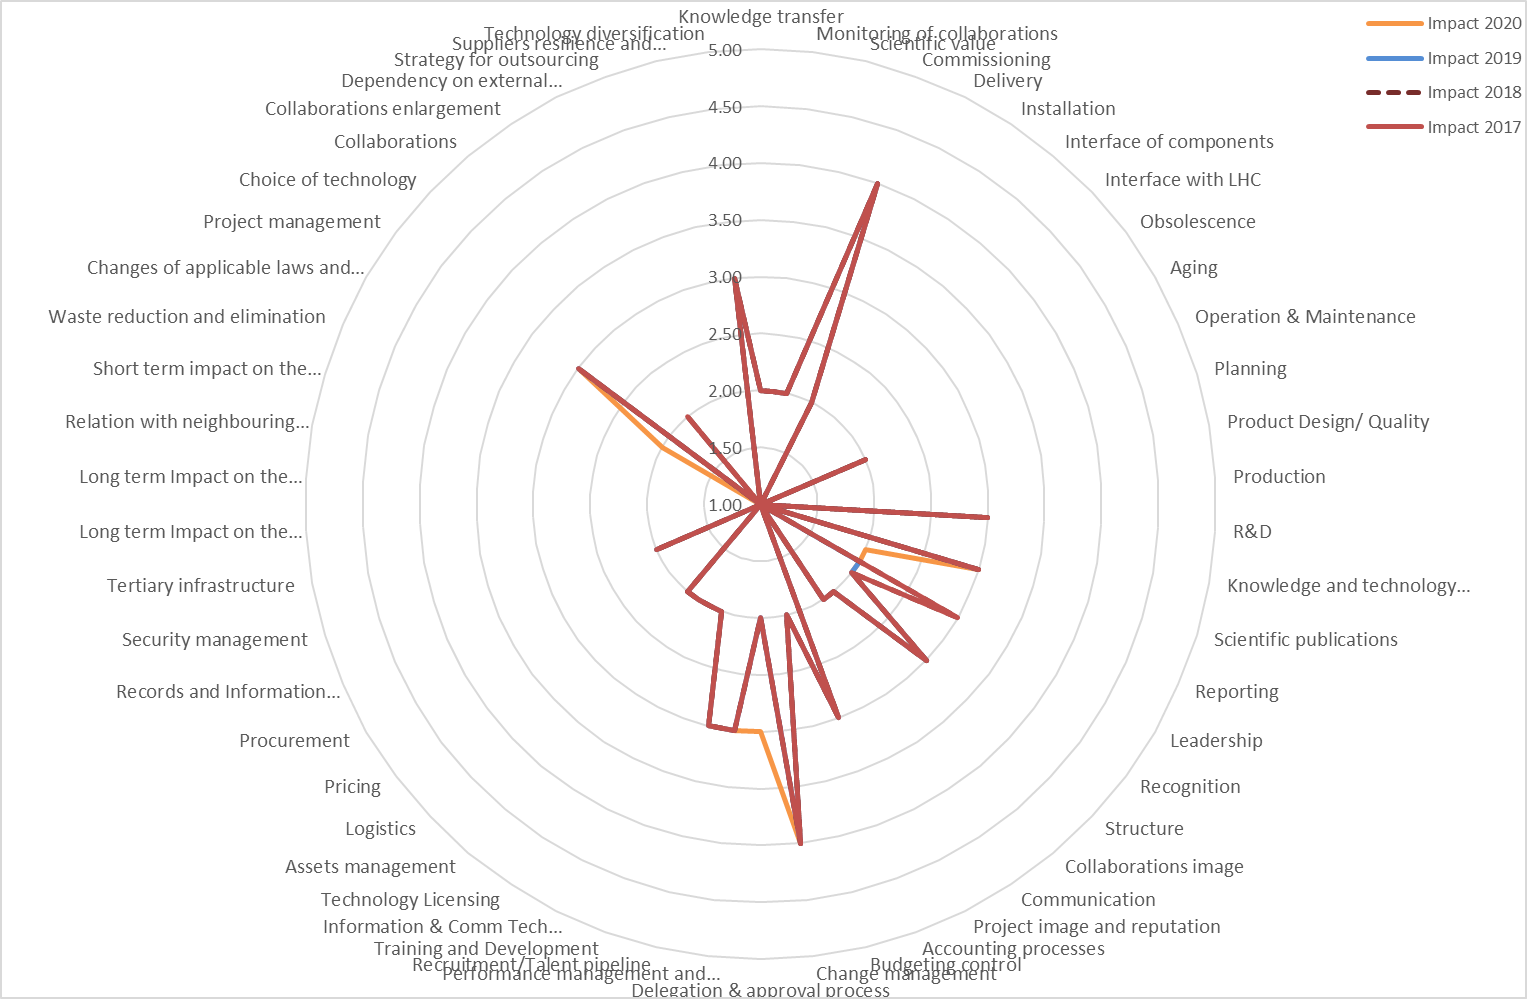 Knowledge transfer
Monitoring of collaborations
Scientific value
Commissioning
Delivery
Installation
Interface of components
Interface with LHC
Obsolescence
Aging
Operation & Maintenance
Planning
Product Design/ Quality
Production
R&D
Knowledge and technology...
Scientific publications
Reporting
Leadership
Recognition
Structure
Collaborations image
Communication
Project image and reputation
Accounting processes
Budgeting control
Change management
Delegation & approval process
Performance management and...
Recruitment/Talent pipeline
Training and Development
Information & Comm Tech...
Technology Licensing
Assets management
Logistics
Pricing
Procurement
Records and Information...
Security management
Tertiary infrastructure
Long term Impact on the...
Long term Impact on the...
Relation with neighbouring...
Short term impact on the...
Waste reduction and elimination
Changes of applicable laws and...
Project management
Choice of technology
Collaborations
Collaborations enlargement
Dependency on external...
Strategy for outsourcing
Suppliers resilience and...
Technology diversification
5.00
4.50
4.00
3.50
3.00
2.50
2.00
1.50
1.00
Impact 2020
Impact 2019
Impact 2018
Impact 2017